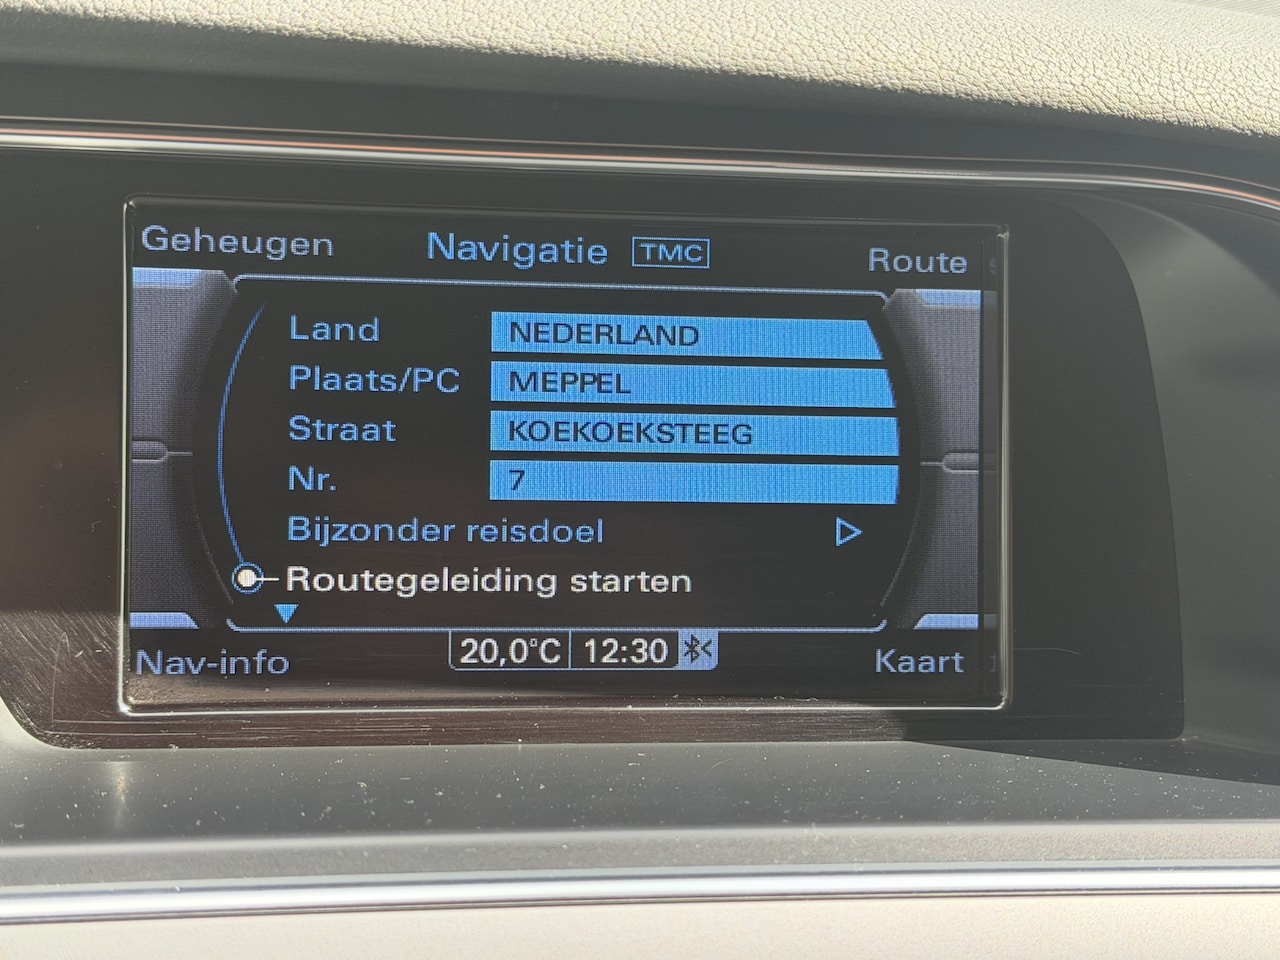 Geheugen Navigatie TMC Route
Land NEDERLAND
Plaats/PC MEPPEL
Straat KOEKOEKSTEEG
Nr. 7
Bijzonder reisdoel
Routegeleiding starten
Nav-info 20,0°C 12:30 Kaart